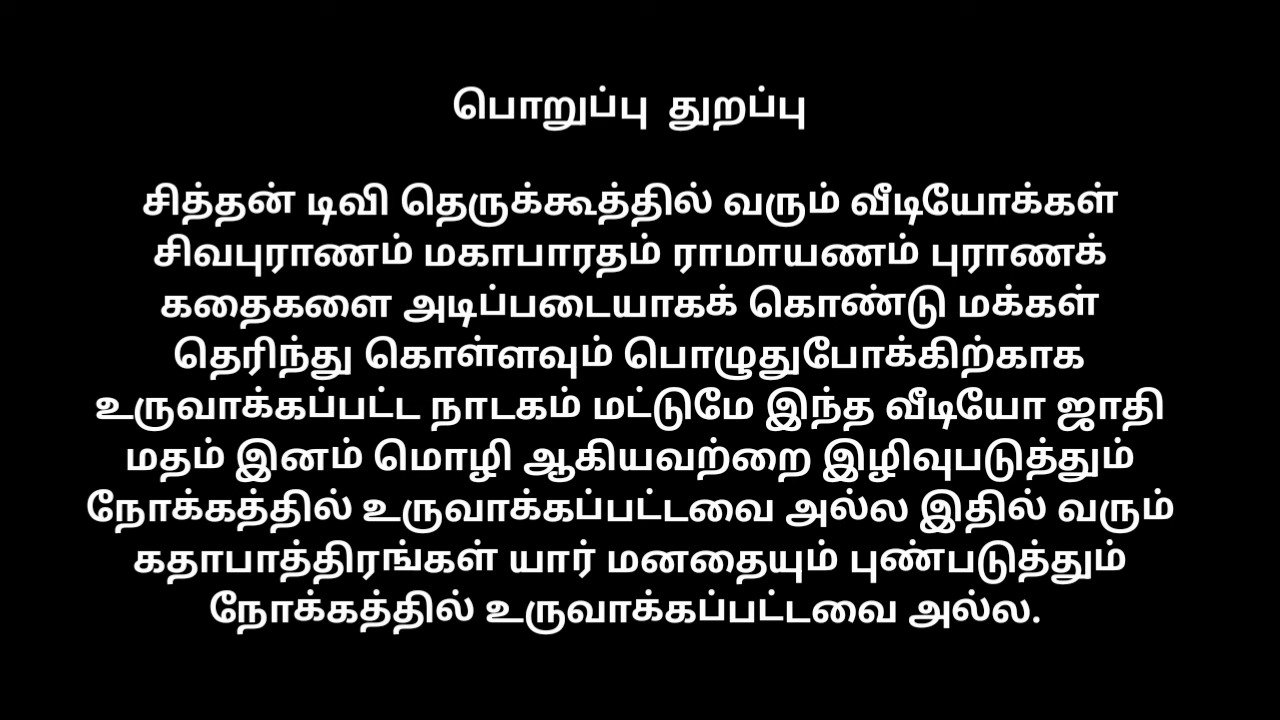 பொறுப்பு துறப்பு
சித்தன் டிவி தெருக்கூத்தில் வரும் வீடியோக்கள்
சிவபுராணம் மகாபாரதம் ராமாயணம் புராணக்
கதைகளை அடிப்படையாகக் கொண்டு மக்கள்
தெரிந்து கொள்ளவும் பொழுதுபோக்கிற்காக
உருவாக்கப்பட்ட நாடகம் மட்டுமே இந்த வீடியோ ஜாதி
மதம் இனம் மொழி ஆகியவற்றை இழிவுபடுத்தும்
நோக்கத்தில் உருவாக்கப்பட்டவை அல்ல இதில் வரும்
கதாபாத்திரங்கள் யார் மனதையும் புண்படுத்தும்
நோக்கத்தில் உருவாக்கப்பட்டவை அல்ல.